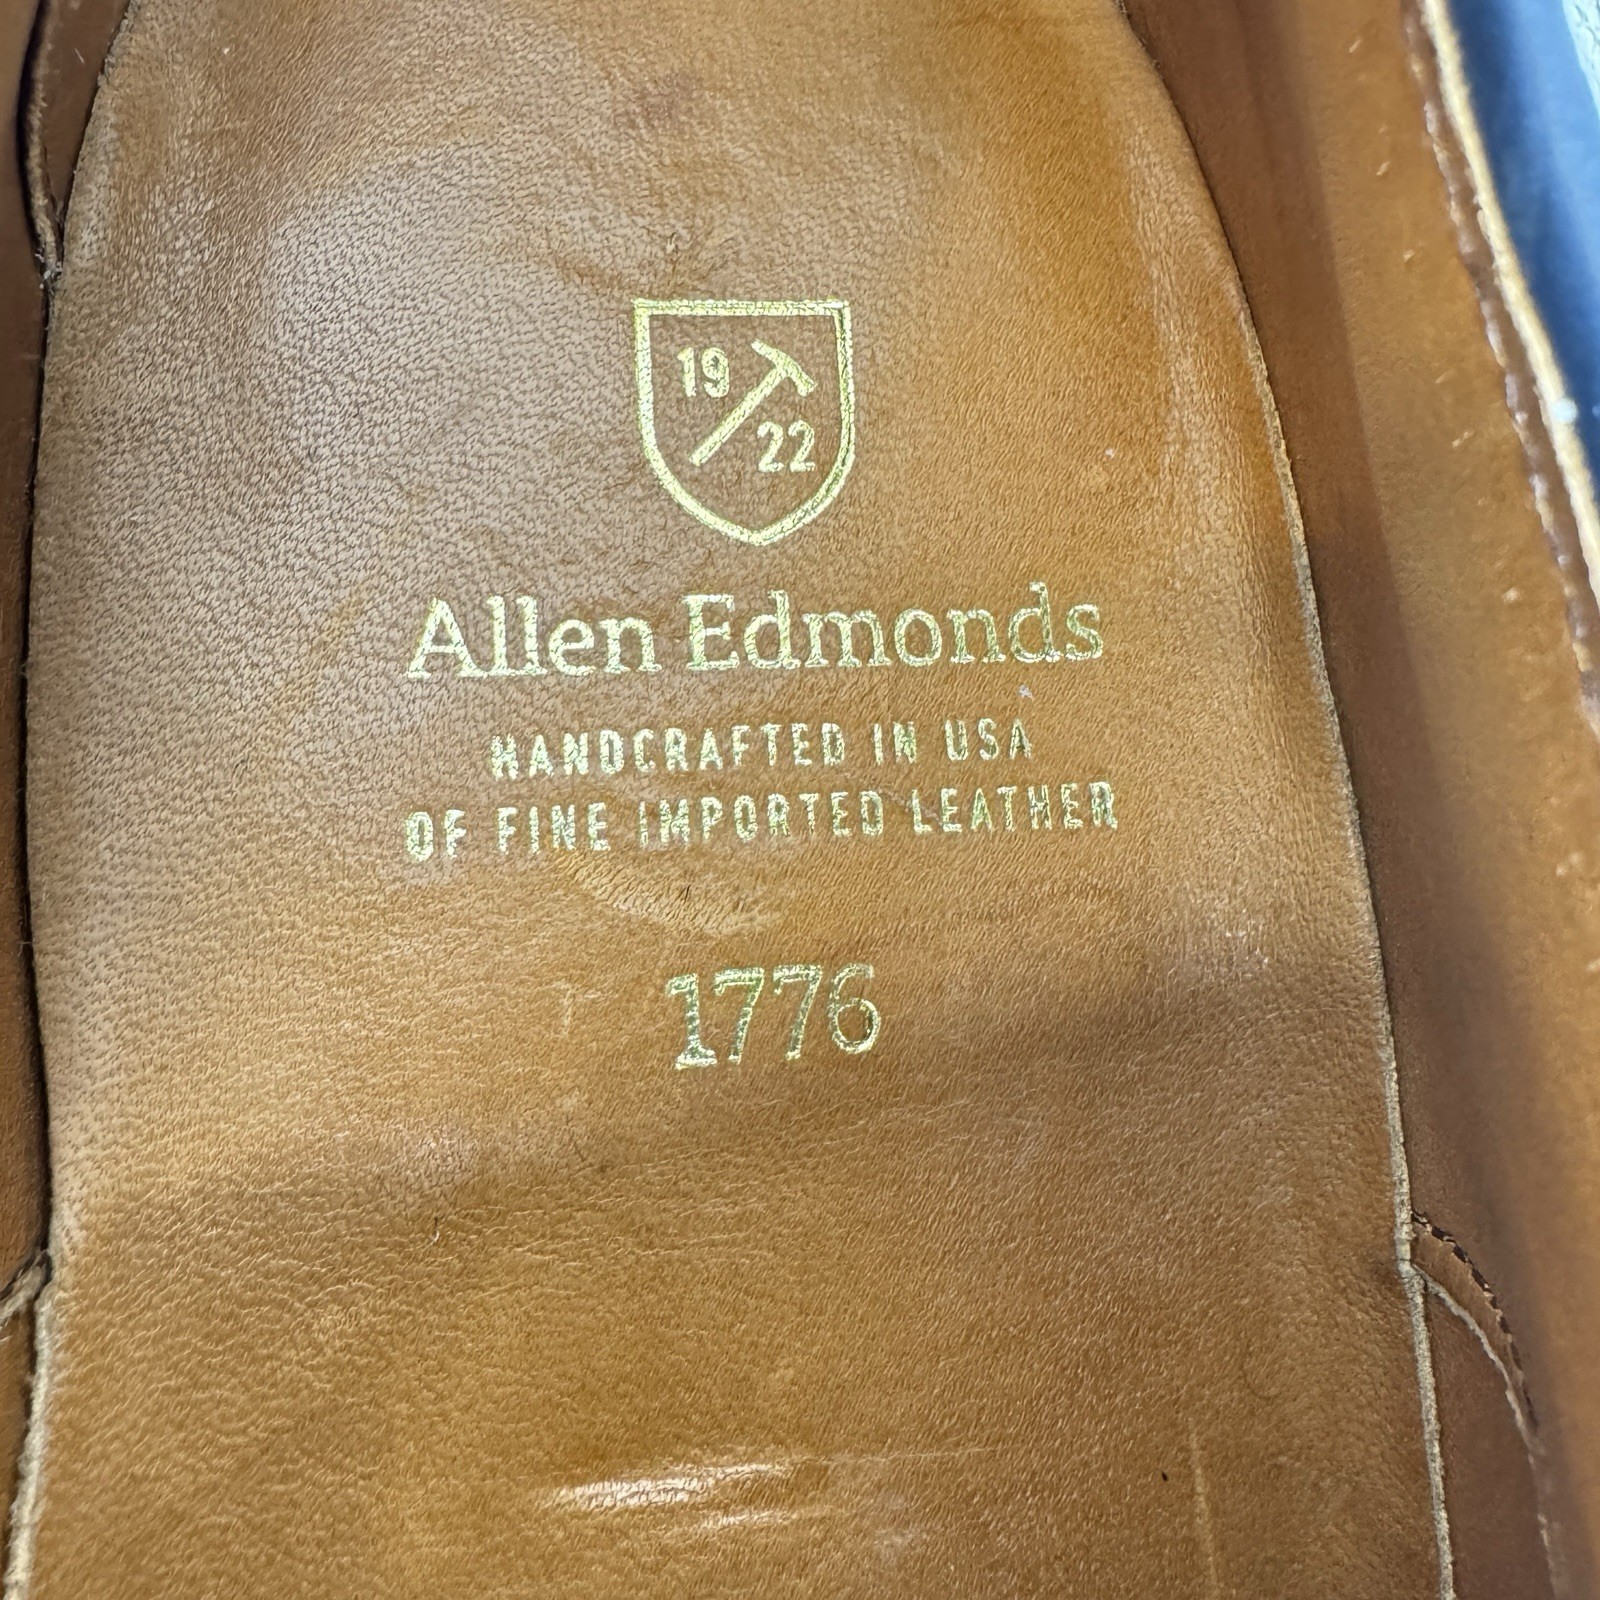 19
22
Allen Edmonds
HANDCRAFTED IN USA
OF FINE IMPORTED LEATHER
1776